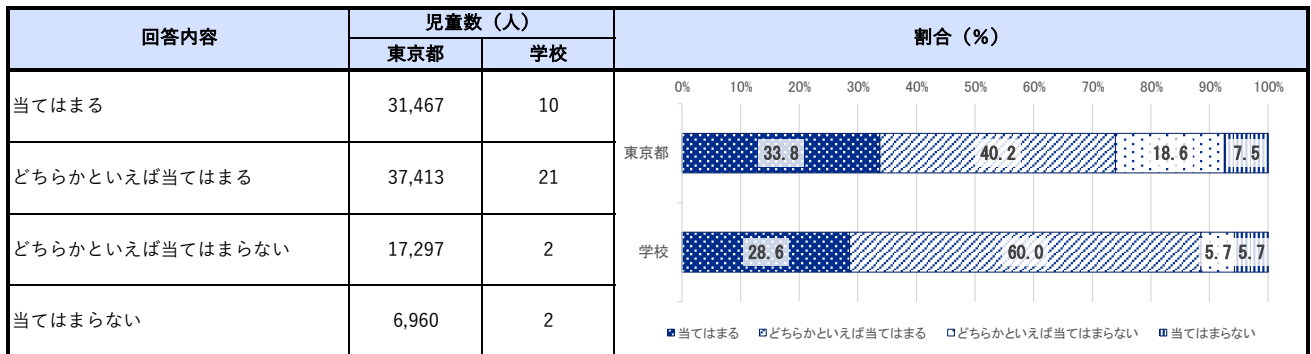 回答内容
児童数（人）
割合（%）
東京都 学校
当てはまる 31,467 10
どちらかといえば当てはまる 37,413 21
どちらかといえば当てはまらない 17,297 2
当てはまらない 6,960 2
0% 10% 20% 30% 40% 50% 60% 70% 80% 90% 100%
東京都 33.8 40.2 18.6 7.5
学校 28.6 60.0 5.7 5.7
当てはまる どちらかといえば当てはまる どちらかといえば当てはまらない 当てはまらない